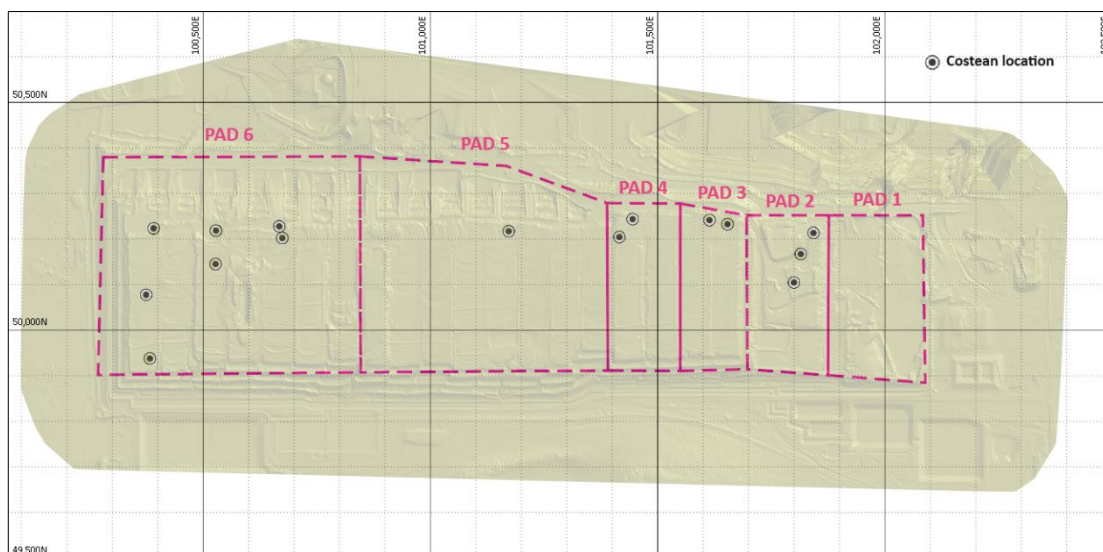 100,500E
101,000E
101,500E
102,000E
Costean location
50,500N
PAD 6
PAD 5
PAD 4
PAD 3
PAD 2
PAD 1
50,000N
49,500N